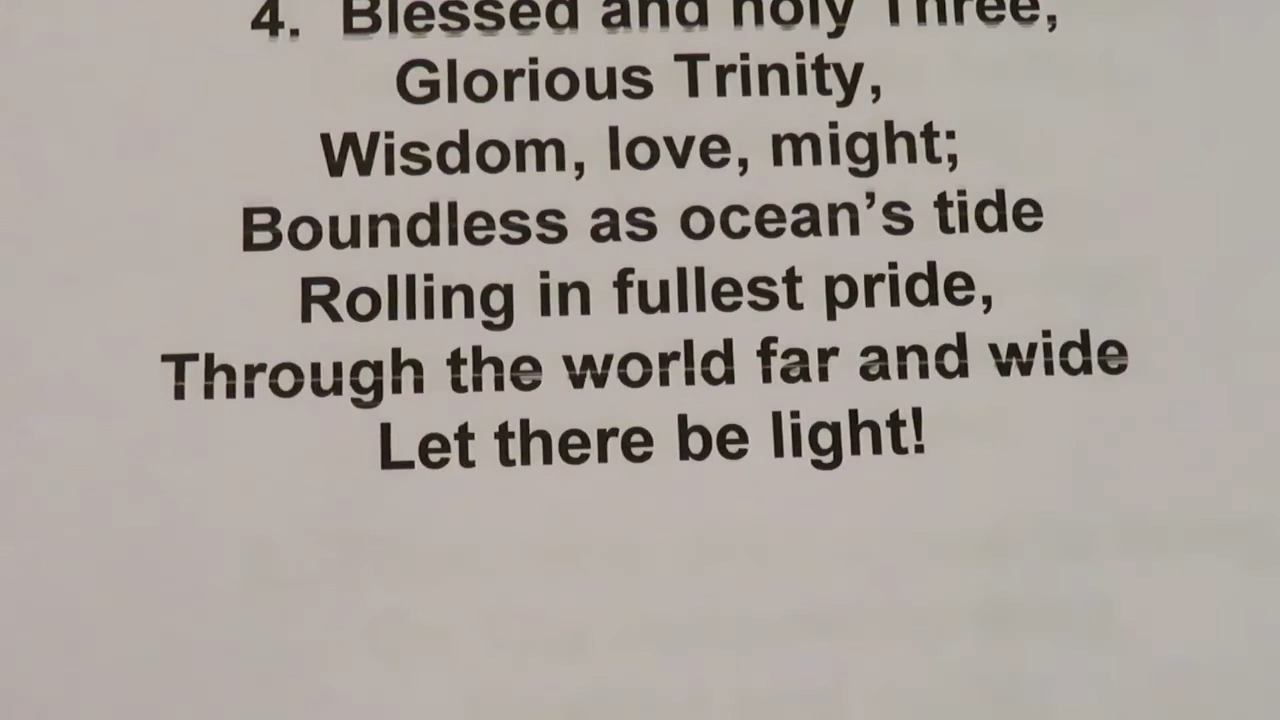 4. Blessed and holy Three,
Glorious Trinity,
Wisdom, love, might;
Boundless as ocean’s tide
Rolling in fullest pride,
Through the world far and wide
Let there be light!